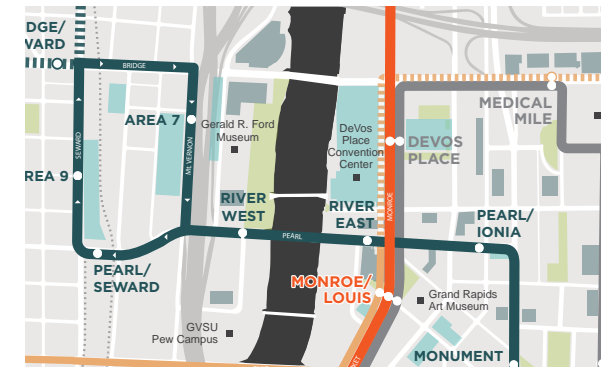 DGE/
WARD
BRIDGE
AREA 7
Gerald R. Ford
Museum
DeVos
Place
Convention
Center
DEVOS
PLACE
MEDICAL
MILE
SEWARD
Mt VERNON
MONROE
REA 9
RIVER
WEST
PEARL
RIVER
EAST
PEARL/
IONIA
PEARL/
SEWARD
MONROE/
LOUIS
Grand Rapids
Art Museum
GVSU
Pew Campus
MONUMENT
KET